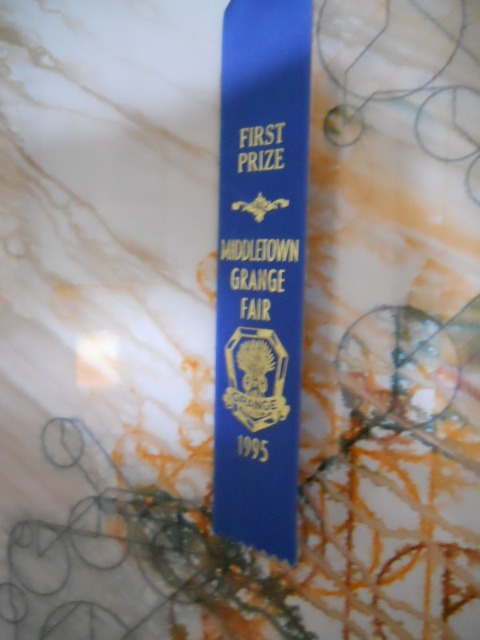 FIRST
PRIZE
MIDDLETOWN
GRANGE
FAIR
GRANGE
1995